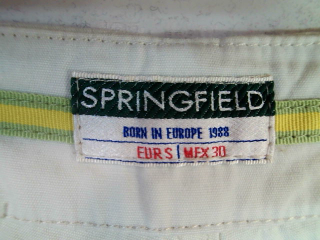 SPRINGFIELD
BORN IN EUROPE 1988
EUR S | MEX 30